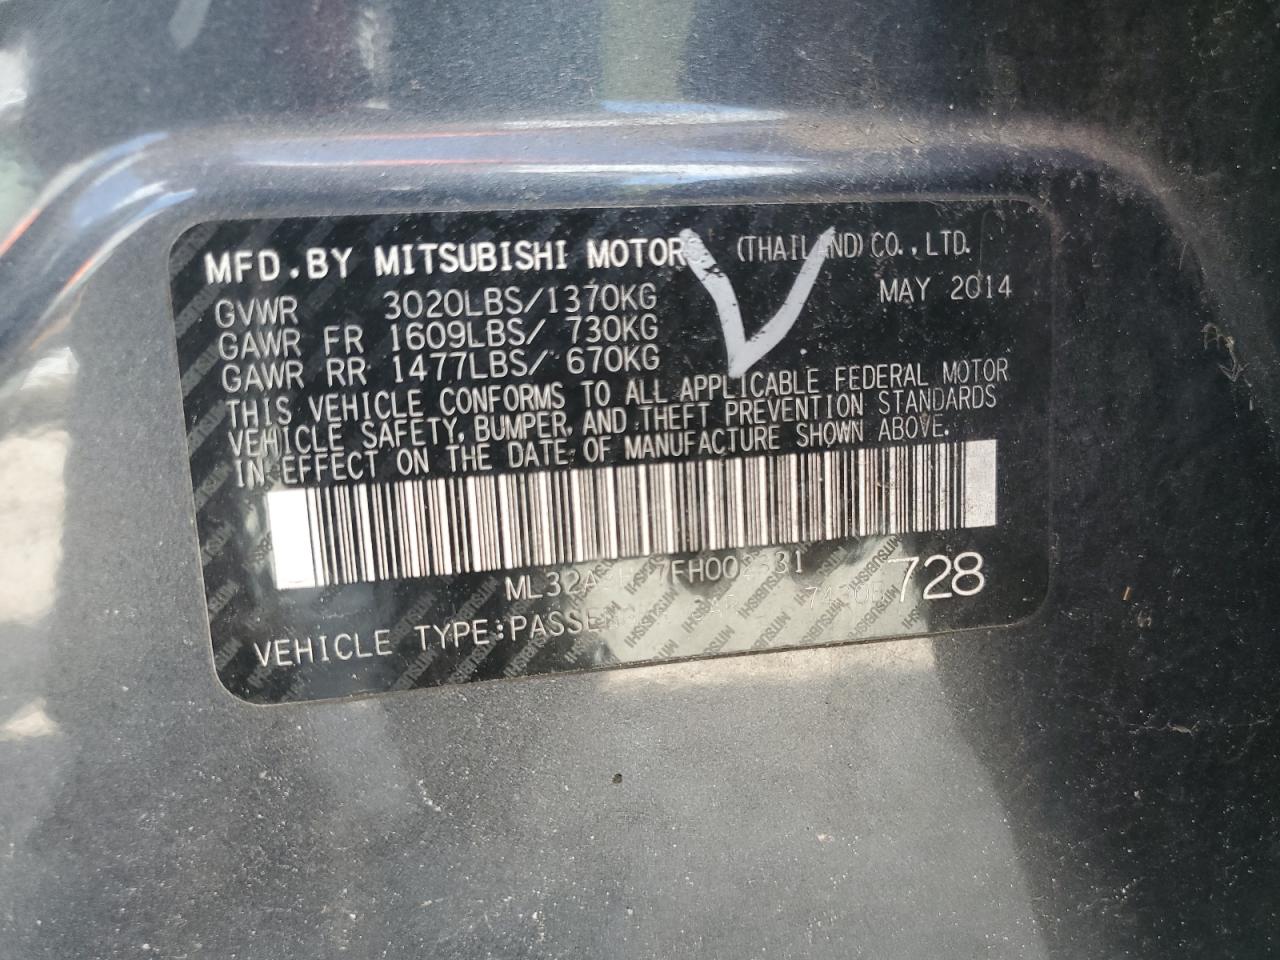 MFD.BY MITSUBISHI MOTORS (THAILAND) CO., LTD.
GVWR 3020LBS/1370KG MAY 2014
GAWR FR 1609LBS/ 730KG
GAWR RR 1477LBS/ 670KG
THIS VEHICLE CONFORMS TO ALL APPLICABLE FEDERAL MOTOR
VEHICLE SAFETY, BUMPER, AND THEFT PREVENTION STANDARDS
IN EFFECT ON THE DATE OF MANUFACTURE SHOWN ABOVE.
728
VEHICLE TYPE: